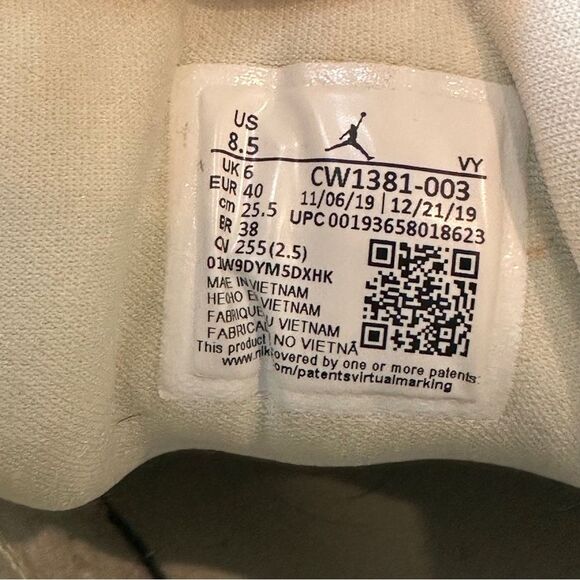 US
8.5
VY
UK 6
EUR 40
cm 25.5
BR 38
CN 255(2.5)
CW1381-003
11/06/19 | 12/21/19
UPC 00193658018623
01W9DYM5DXHK
MADE IN VIETNAM
HECHO EN VIETNAM
FABRIQUE AU VIETNAM
FABRICADO NO VIETNÃ
This product is covered by one or more patents.
www.nike.com/patentsvirtualmarking